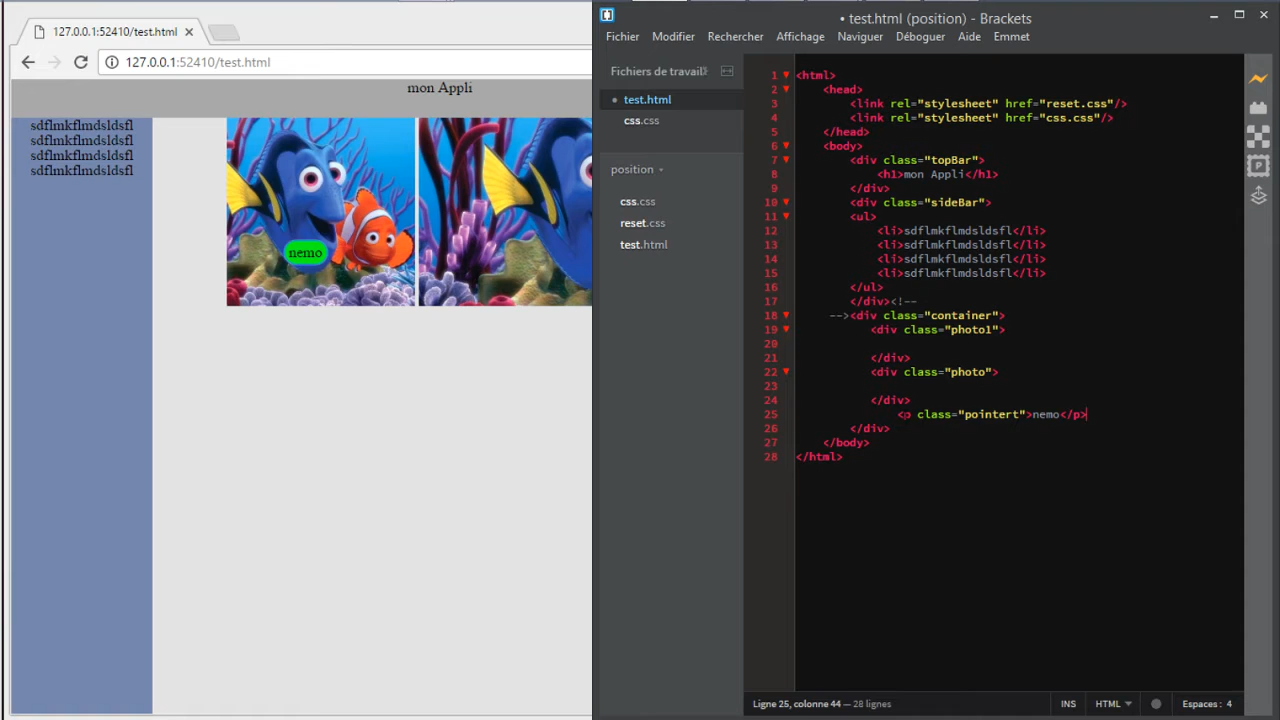 127.0.0.1:52410/test.html
127.0.0.1:52410/test.html
mon Appli
sdflmkflmdsldsfl
sdflmkflmdsldsfl
sdflmkflmdsldsfl
sdflmkflmdsldsfl
nemo
• test.html (position) - Brackets
Fichier Modifier Rechercher Affichage Naviguer Déboguer Aide Emmet
Fichiers de travail
test.html
css.css
position
css.css
reset.css
test.html
1 <html>
2 <head>
3 <link rel="stylesheet" href="reset.css"/>
4 <link rel="stylesheet" href="css.css"/>
5 </head>
6 <body>
7 <div class="topBar">
8 <h1>mon Appli</h1>
9 </div>
10 <div class="sideBar">
11 <ul>
12 <li>sdflmkflmdsldsfl</li>
13 <li>sdflmkflmdsldsfl</li>
14 <li>sdflmkflmdsldsfl</li>
15 <li>sdflmkflmdsldsfl</li>
16 </ul>
17 </div><!--
18 --><div class="container">
19 <div class="photo1">
20
21 </div>
22 <div class="photo">
23
24 </div>
25 <p class="pointert">nemo</p>
26 </div>
27 </body>
28 </html>
Ligne 25, colonne 44 — 28 lignes INS HTML Espaces : 4